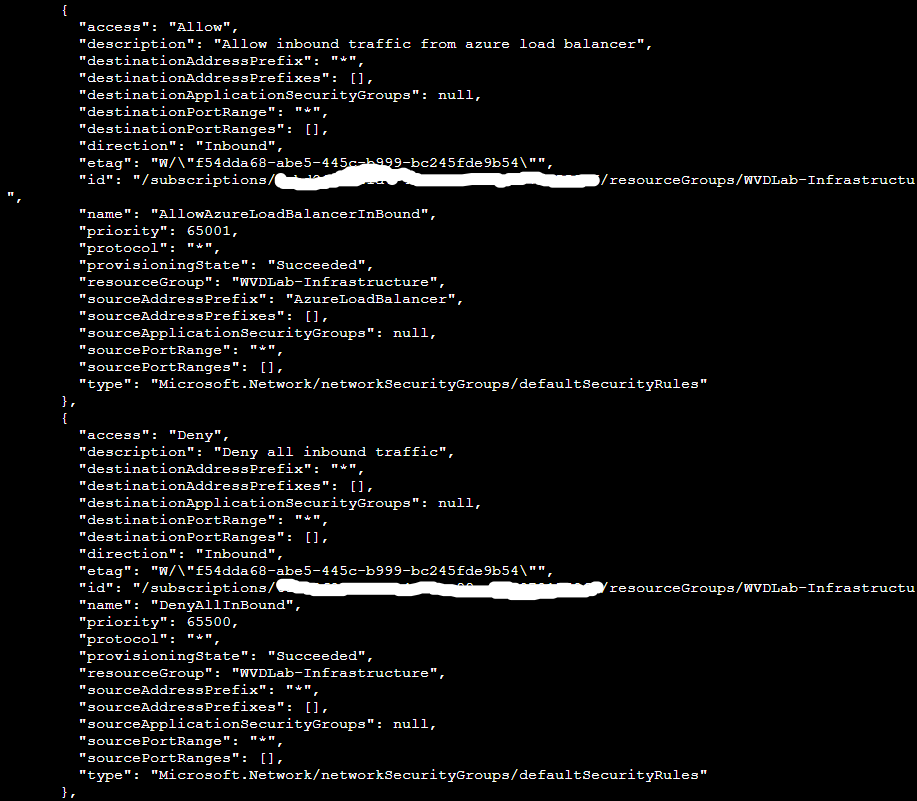 {
"access": "Allow",
"description": "Allow inbound traffic from azure load balancer",
"destinationAddressPrefix": "*",
"destinationAddressPrefixes": [],
"destinationApplicationSecurityGroups": null,
"destinationPortRange": "*",
"destinationPortRanges": [],
"direction": "Inbound",
"etag": "W/\"f54dda68-abe5-445c-b999-bc245fde9b54\"",
"id": "/subscriptions/ /resourceGroups/WVDLab-Infrastructu
",
"name": "AllowAzureLoadBalancerInBound",
"priority": 65001,
"protocol": "*",
"provisioningState": "Succeeded",
"resourceGroup": "WVDLab-Infrastructure",
"sourceAddressPrefix": "AzureLoadBalancer",
"sourceAddressPrefixes": [],
"sourceApplicationSecurityGroups": null,
"sourcePortRange": "*",
"sourcePortRanges": [],
"type": "Microsoft.Network/networkSecurityGroups/defaultSecurityRules"
},
{
"access": "Deny",
"description": "Deny all inbound traffic",
"destinationAddressPrefix": "*",
"destinationAddressPrefixes": [],
"destinationApplicationSecurityGroups": null,
"destinationPortRange": "*",
"destinationPortRanges": [],
"direction": "Inbound",
"etag": "W/\"f54dda68-abe5-445c-b999-bc245fde9b54\"",
"id": "/subscriptions/ /resourceGroups/WVDLab-Infrastructu
"name": "DenyAllInBound",
"priority": 65500,
"protocol": "*",
"provisioningState": "Succeeded",
"resourceGroup": "WVDLab-Infrastructure",
"sourceAddressPrefix": "*",
"sourceAddressPrefixes": [],
"sourceApplicationSecurityGroups": null,
"sourcePortRange": "*",
"sourcePortRanges": [],
"type": "Microsoft.Network/networkSecurityGroups/defaultSecurityRules"
},